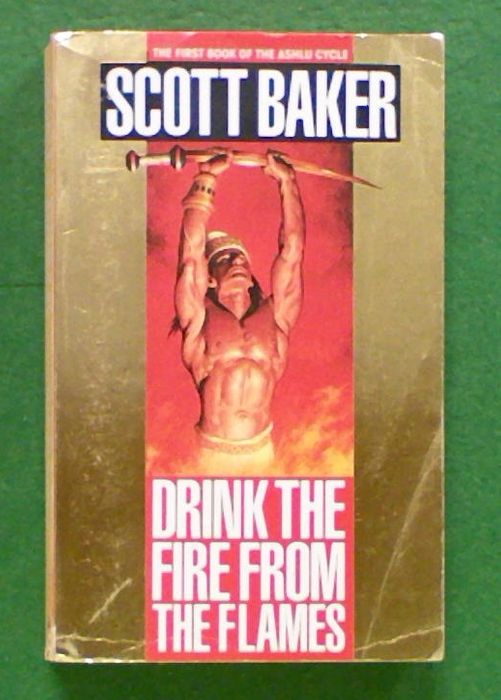 THE FIRST BOOK OF THE ASHLU CYCLE
SCOTT BAKER
DRINK THE
FIRE FROM
THE FLAMES